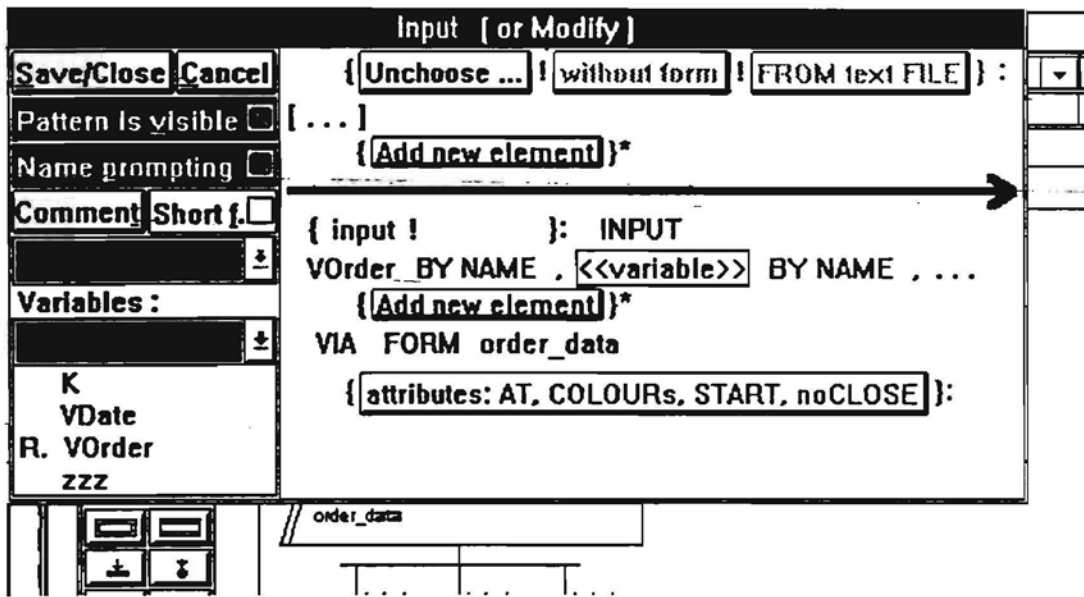 Input [ or Modify ]
Save/Close Cancel
{ Unchoose ... ! without form ! FROM text FILE } :
Pattern is visible
[ . . . ]
{ Add new element }*
Name prompting
Comment Short f.
{ input ! }: INPUT
VOrder BY NAME , <<variable>> BY NAME , ...
Variables :
{ Add new element }*
VIA FORM order_data
K
{ attributes: AT, COLOURs, START, noCLOSE }:
VDate
R. VOrder
zzz
order_data
. . . . . . . . .